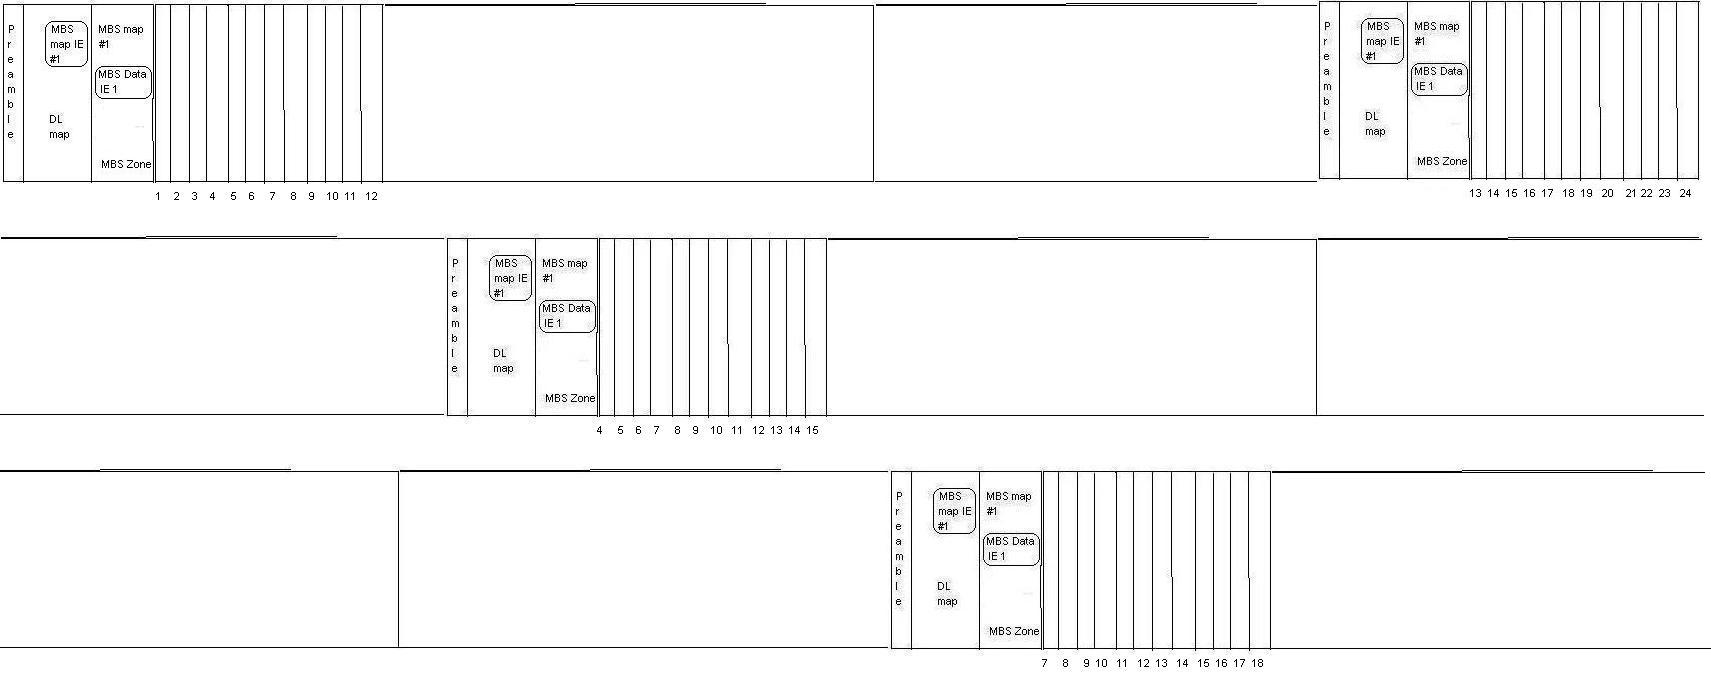 Preamble
MBS
map IE
#1
DL
map
MBS map
#1
MBS Data
IE 1
MBS Zone
1 2 3 4 5 6 7 8 9 10 11 12
Preamble
MBS
map IE
#1
DL
map
MBS map
#1
MBS Data
IE 1
MBS Zone
13 14 15 16 17 18 19 20 21 22 23 24
Preamble
MBS
map IE
#1
DL
map
MBS map
#1
MBS Data
IE 1
MBS Zone
4 5 6 7 8 9 10 11 12 13 14 15
Preamble
MBS
map IE
#1
DL
map
MBS map
#1
MBS Data
IE 1
MBS Zone
7 8 9 10 11 12 13 14 15 16 17 18